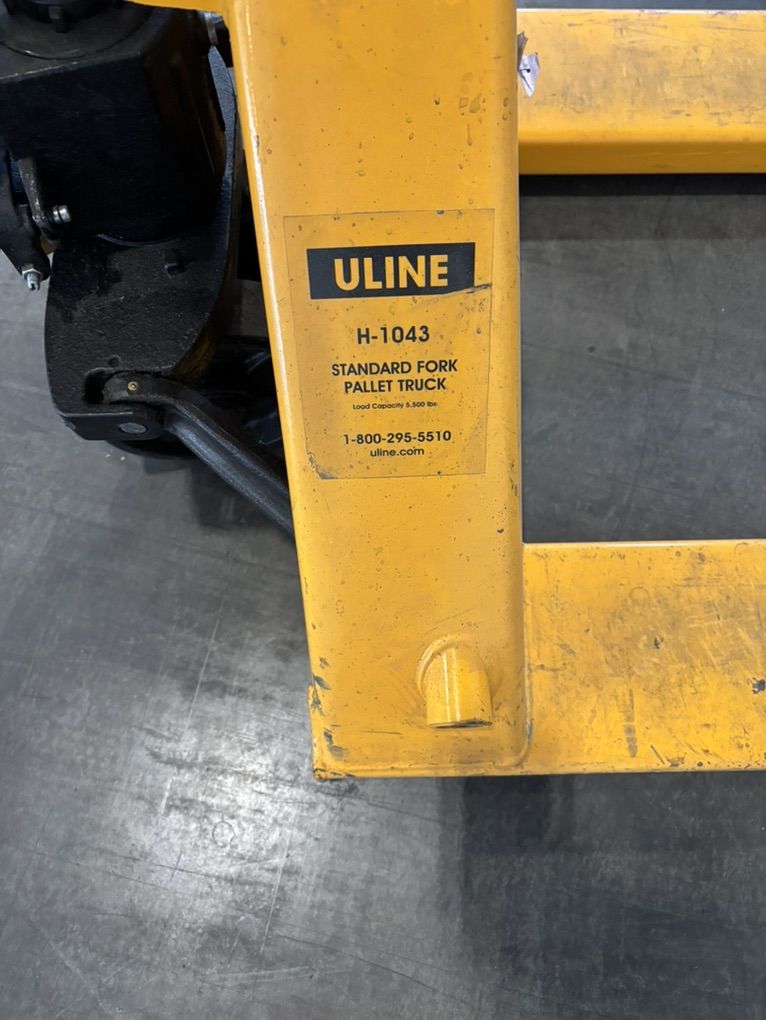 ULINE
H-1043
STANDARD FORK
PALLET TRUCK
Load Capacity 5,500 lbs.
1-800-295-5510
uline.com